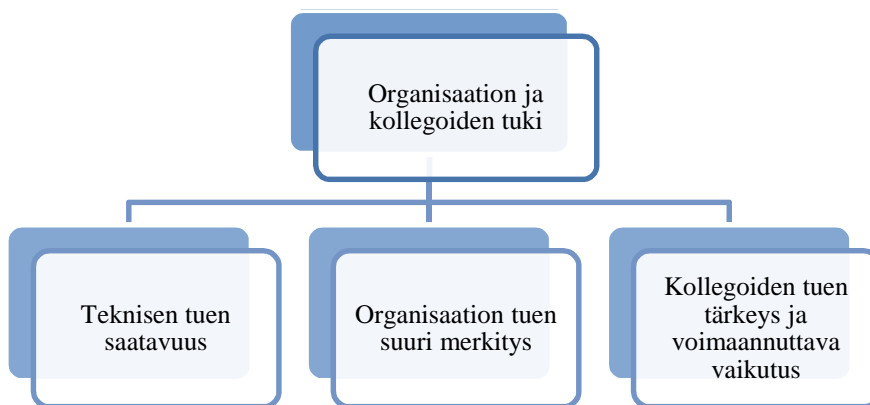 Organisaation ja
kollegoiden tuki
Teknisen tuen
saatavuus
Organisaation tuen
suuri merkitys
Kollegoiden tuen
tärkeys ja
voimaannuttava
vaikutus